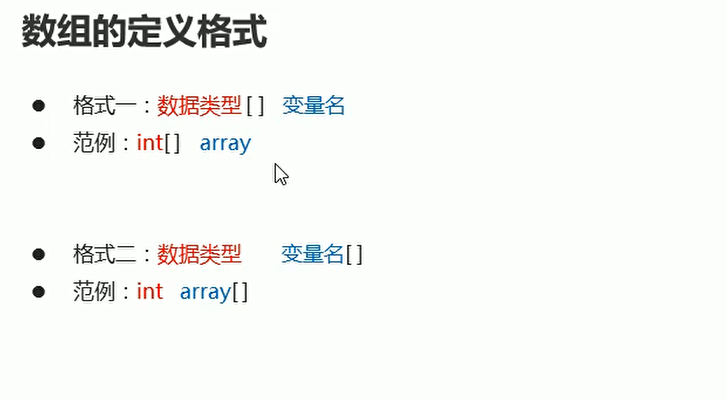 数组的定义格式
● 格式一：数据类型[ ] 变量名
● 范例：int[ ] array
● 格式二：数据类型 变量名[ ]
● 范例：int array[ ]